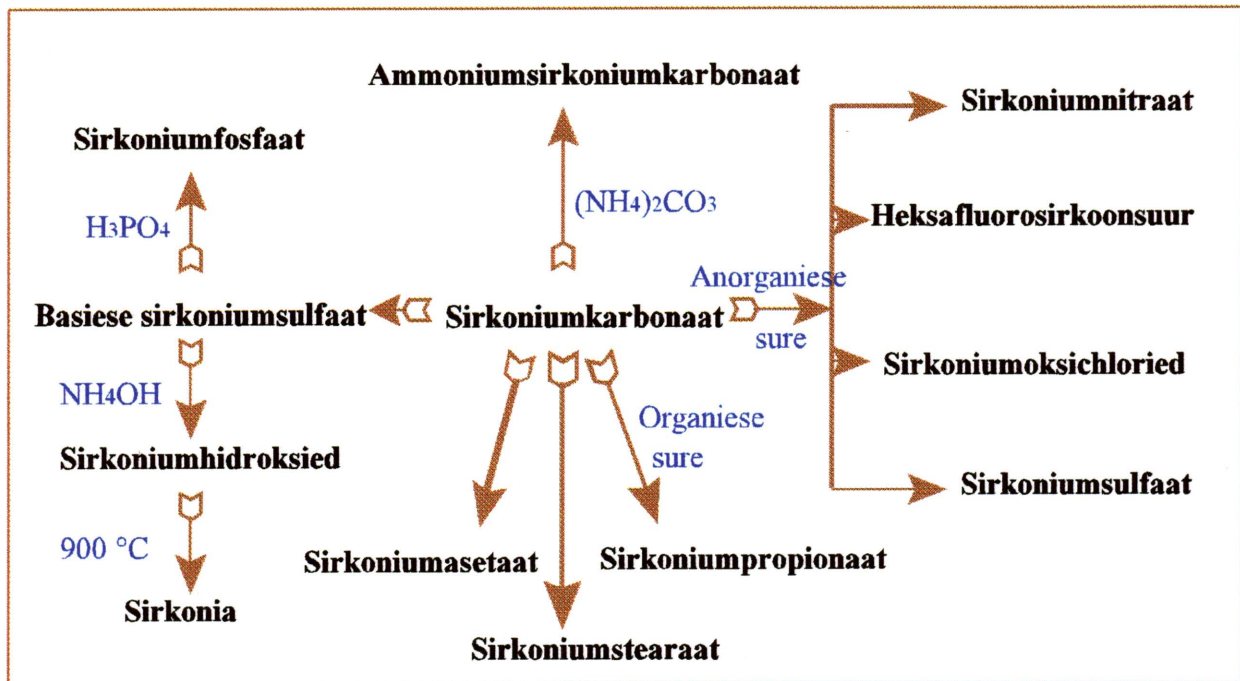 Ammoniumsirkoniumkarbonaat
Sirkoniumnitraat
Sirkoniumfosfaat
(NH4)2CO3
H3PO4
Heksafluorosirkoonsuur
Anorganiese
Basiese sirkoniumsulfaat
Sirkoniumkarbonaat
sure
Sirkoniumoksichloried
NH4OH
Organiese
sure
Sirkoniumhidroksied
Sirkoniumsulfaat
900 °C
Sirkoniumasetaat
Sirkoniumpropionaat
Sirkonia
Sirkoniumstearaat